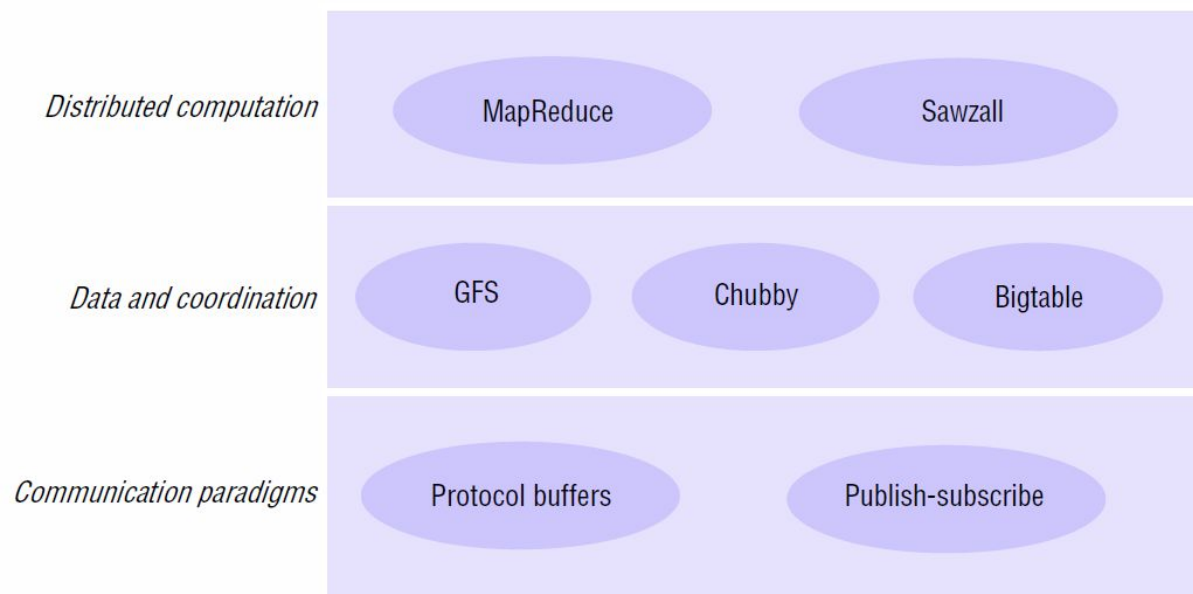 Distributed computation
MapReduce
Sawzall
Data and coordination
GFS
Chubby
Bigtable
Communication paradigms
Protocol buffers
Publish-subscribe